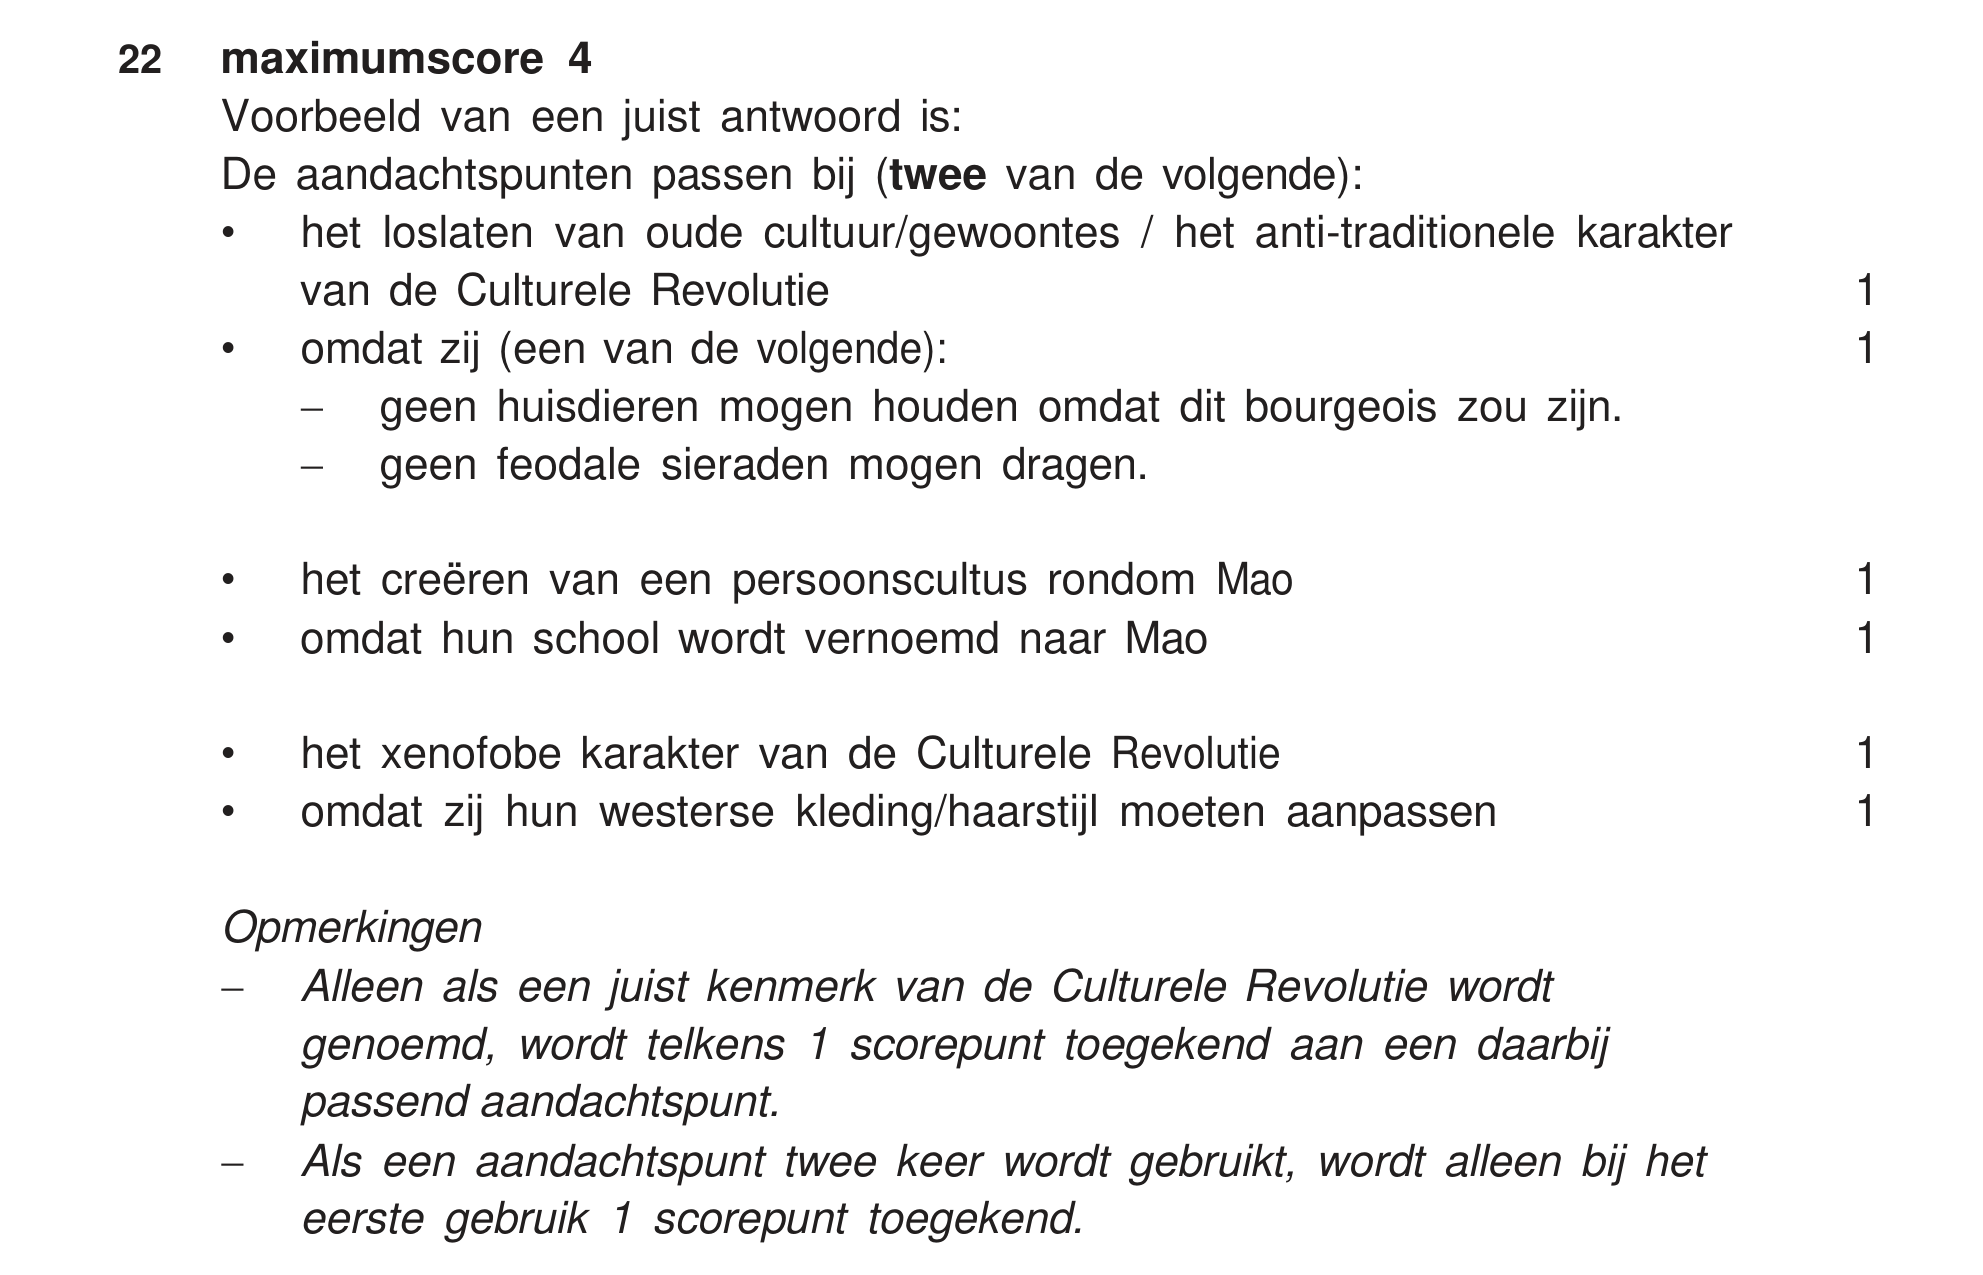 22 maximumscore 4
Voorbeeld van een juist antwoord is:
De aandachtspunten passen bij (twee van de volgende):
• het loslaten van oude cultuur/gewoontes / het anti-traditionele karakter
van de Culturele Revolutie 1
• omdat zij (een van de volgende): 1
− geen huisdieren mogen houden omdat dit bourgeois zou zijn.
− geen feodale sieraden mogen dragen.
• het creëren van een persoonscultus rondom Mao 1
• omdat hun school wordt vernoemd naar Mao 1
• het xenofobe karakter van de Culturele Revolutie 1
• omdat zij hun westerse kleding/haarstijl moeten aanpassen 1
Opmerkingen
− Alleen als een juist kenmerk van de Culturele Revolutie wordt
genoemd, wordt telkens 1 scorepunt toegekend aan een daarbij
passend aandachtspunt.
− Als een aandachtspunt twee keer wordt gebruikt, wordt alleen bij het
eerste gebruik 1 scorepunt toegekend.